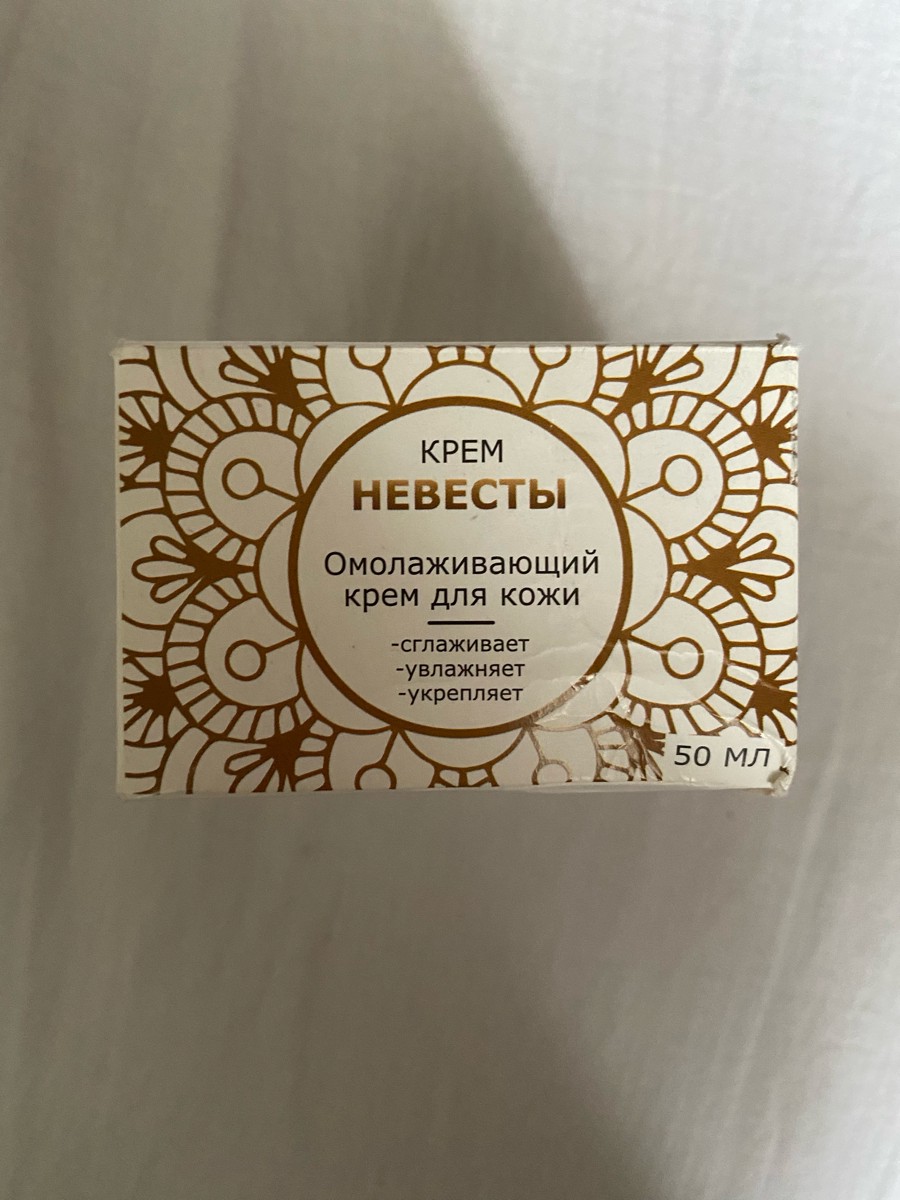 КРЕМ
НЕВЕСТЫ
Омолаживающий
крем для кожи
-сглаживает
-увлажняет
-укрепляет
50 мл